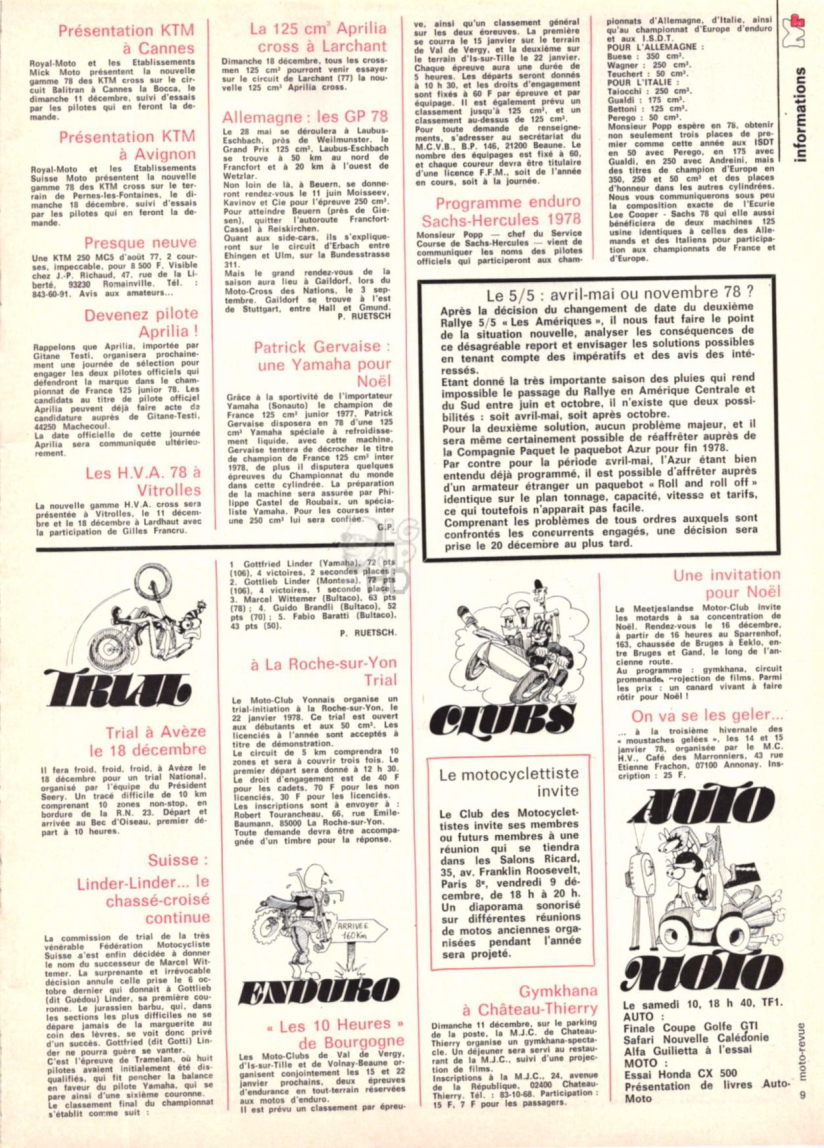 Présentation KTM
à Cannes
Royal-Moto et les Etablissements
Mick Moto présentent la nouvelle
gamme 78 des KTM cross sur le cir-
cuit Balitran à Cannes la Bocca, le
dimanche 11 décembre, suivi d'essais
par les pilotes qui en feront la de-
mande.
Présentation KTM
à Avignon
Royal-Moto et les Etablissements
Suisse Moto présentent la nouvelle
gamme 78 des KTM cross sur le ter-
rain de Pernes-les-Fontaines, le di-
manche 18 décembre, suivi d'essais
par les pilotes qui en feront la de-
mande.
Presque neuve
Une KTM 250 MC5 d'août 77, 2 cour-
ses, impeccable, pour 8 500 F. Visible
chez J.-P. Richaud, 47, rue de la Li-
berté, 93230 Romainville. Tél. :
843-60-91. Avis aux amateurs...
Devenez pilote
Aprilia !
Rappelons que Aprilia, importée par
Gitane Testi, organisera prochaine-
ment une journée de sélection pour
engager les deux pilotes officiels qui
défendront la marque dans le cham-
pionnat de France 125 junior 78. Les
candidats au titre de pilote officiel
Aprilia peuvent déjà faire acte da
candidature auprès de Gitane-Testi,
44250 Machecoul.
La date officielle de cette journée
Aprilia sera communiquée ultérieu-
rement.
Les H.V.A. 78 à
Vitrolles
La nouvelle gamme H.V.A. cross sera
présentée à Vitrolles, le 11 décem-
bre et le 18 décembre à Lardhaut avec
la participation de Gilles Francru.
La 125 cm³ Aprilia
cross à Larchant
Dimanche 18 décembre, tous les cross-
men 125 cm³ pourront venir essayer
sur le circuit de Larchant (77) la nou-
velle 125 cm³ Aprilia cross.
Allemagne : les GP 78
Le 28 mai se déroulera à Laubus-
Eschbach, près de Weilmunster, le
Grand Prix 125 cm³. Laubus-Eschbach
se trouve à 50 km au nord de
Francfort et à 20 km à l'ouest de
Wetzlar.
Non loin de là, à Beuern, se donne-
ront rendez-vous le 11 juin Moisseev,
Kavinov et Cie pour l'épreuve 250 cm³.
Pour atteindre Beuern (près de Gie-
sen), quitter l'autoroute Francfort-
Cassel à Reiskirchen.
Quant aux side-cars, ils s'explique-
ront sur le circuit d'Erbach entre
Ehingen et Ulm, sur la Bundesstrasse
311.
Mais le grand rendez-vous de la
saison aura lieu à Gaildorf, lors du
Moto-Cross des Nations, le 3 sep-
tembre. Gaildorf se trouve à l'est
de Stuttgart, entre Hall et Gmund.
P. RUETSCH
Patrick Gervaise :
une Yamaha pour
Noël
Grâce à la sportivité de l'importateur
Yamaha (Sonauto) le champion de
France 125 cm³ junior 1977, Patrick
Gervaise disposera en 78 d'une 125
cm³ Yamaha spéciale à refroidisse-
ment liquide, avec cette machine,
Gervaise tentera de décrocher le titre
de champion de France 125 cm³ inter
1978, de plus il disputera quelques
épreuves du Championnat du monde
dans cette cylindrée. La préparation
de la machine sera assurée par Phi-
lippe Castel de Roubaix, un spécia-
liste Yamaha. Pour les courses inter
une 250 cm³ lui sera confiée.
G.P.
ve, ainsi qu'un classement général
sur les deux épreuves. La première
se courra le 15 janvier sur le terrain
de Val de Vergy, et la deuxième sur
le terrain d'Is-sur-Tille le 22 janvier.
Chaque épreuve aura une durée de
5 heures. Les départs seront donnés
à 10 h 30, et les droits d'engagement
sont fixés à 60 F par épreuve et par
équipage. Il est également prévu un
classement jusqu'à 125 cm³, et un
classement au-dessus de 125 cm³.
Pour toute demande de renseigne-
ments, s'adresser au secrétariat du
M.C.V.B., B.P. 146, 21200 Beaune. Le
nombre des équipages est fixé à 60,
et chaque coureur devra être titulaire
d'une licence F.F.M., soit de l'année
en cours, soit à la journée.
Programme enduro
Sachs-Hercules 1978
Monsieur Popp — chef du Service
Course de Sachs-Hercules — vient de
communiquer les noms des pilotes
officiels qui participeront aux cham-
pionnats d'Allemagne, d'Italie, ainsi
qu'au championnat d'Europe d'enduro
et aux I.S.D.T.
POUR L'ALLEMAGNE :
Buese : 350 cm³.
Wagner : 250 cm³.
Teuchert : 50 cm³.
POUR L'ITALIE :
Taiocchi : 250 cm³.
Gualdi : 175 cm³.
Bettoni : 125 cm³.
Perego : 50 cm³.
Monsieur Popp espère en 78, obtenir
non seulement trois places de pre-
mier comme cette année aux ISDT
en 50 avec Perego, en 175 avec
Gualdi, en 250 avec Andreini, mais
des titres de champion d'Europe en
350, 250 et 50 cm³ et des places
d'honneur dans les autres cylindrées.
Nous vous communiquerons sous peu
la composition exacte de l'Ecurie
Lee Cooper - Sachs 78 qui elle aussi
bénéficiera de deux machines 125
usine identiques à celles des Alle-
mands et des Italiens pour participa-
tion aux championnats de France et
d'Europe.
informations
Le 5/5 : avril-mai ou novembre 78 ?
Après la décision du changement de date du deuxième
Rallye 5/5 « Les Amériques », il nous faut faire le point
de la situation nouvelle, analyser les conséquences de
ce désagréable report et envisager les solutions possibles
en tenant compte des impératifs et des avis des inté-
ressés.
Etant donné la très importante saison des pluies qui rend
impossible le passage du Rallye en Amérique Centrale et
du Sud entre juin et octobre, il n'existe que deux possi-
bilités : soit avril-mai, soit après octobre.
Pour la deuxième solution, aucun problème majeur, et il
sera même certainement possible de réaffréter auprès de
la Compagnie Paquet le paquebot Azur pour fin 1978.
Par contre pour la période avril-mai, l'Azur étant bien
entendu déjà programmé, il est possible d'affréter auprès
d'un armateur étranger un paquebot « Roll and roll off »
identique sur le plan tonnage, capacité, vitesse et tarifs,
ce qui toutefois n'apparait pas facile.
Comprenant les problèmes de tous ordres auxquels sont
confrontés les concurrents engagés, une décision sera
prise le 20 décembre au plus tard.
TRIAL
Trial à Avèze
le 18 décembre
Il fera froid, froid, froid, à Avèze le
18 décembre pour un trial National,
organisé par l'équipe du Président
Seery. Un tracé difficile de 10 km
comprenant 10 zones non-stop, en
bordure de la R.N. 23. Départ et
arrivée au Bec d'Oiseau, premier dé-
part à 10 heures.
Suisse :
Linder-Linder... le
chassé-croisé
continue
La commission de trial de la très
vénérable Fédération Motocycliste
Suisse s'est enfin décidée à donner
le nom du successeur de Marcel Wit-
temer. La surprenante et irrévocable
décision annule celle prise le 6 oc-
tobre dernier qui donnait à Gottlieb
(dit Guédou) Linder, sa première cou-
ronne. Le jurassien barbu, qui, dans
les sections les plus difficiles ne se
départ jamais de la marguerite au
coin des lèvres, se voit donc privé
d'un succès. Gottfried (dit Gotti) Lin-
der ne pourra guère se vanter.
C'est l'épreuve de Tramelan, où huit
pilotes avaient initialement été dis-
qualifiés, qui fit pencher la balance
en faveur du pilote Yamaha, qui se
pare ainsi d'une sixième couronne.
Le classement final du championnat
s'établit comme suit :
1 Gottfried Linder (Yamaha), 72 pts
(106), 4 victoires, 2 secondes places
2. Gottlieb Linder (Montesa), 72 pts
(106), 4 victoires, 1 seconde place
3. Marcel Wittemer (Bultaco), 63 pts
(78) ; 4. Guido Brandli (Bultaco), 52
pts (70) ; 5. Fabio Baratti (Bultaco),
43 pts (50).
P. RUETSCH.
à La Roche-sur-Yon
Trial
Le Moto-Club Yonnais organise un
trial-initiation à la Roche-sur-Yon, le
22 janvier 1978. Ce trial est ouvert
aux débutants et aux 50 cm³. Les
licenciés à l'année sont acceptés à
titre de démonstration.
Le circuit de 5 km comprendra 10
zones et sera à couvrir trois fois. Le
premier départ sera donné à 12 h 30.
Le droit d'engagement est de 40 F
pour les cadets, 70 F pour les non
licenciés, 30 F pour les licenciés.
Les inscriptions sont à envoyer à :
Robert Tourancheau, 66, rue Emile-
Baumann, 85000 La Roche-sur-Yon.
Toute demande devra être accompa-
gnée d'un timbre pour la réponse.
ARRIVEE
160Km
ENDURO
« Les 10 Heures »
de Bourgogne
Les Moto-Clubs de Val de Vergy,
d'Is-sur-Tille et de Volnay-Beaune or-
ganisent conjointement les 15 et 22
janvier prochains, deux épreuves
d'endurance en tout-terrain réservées
aux motos d'enduro.
Il est prévu un classement par épreu-
CLUBS
Le motocyclettiste
invite
Le Club des Motocyclet-
tistes invite ses membres
ou futurs membres à une
réunion qui se tiendra
dans les Salons Ricard,
35, av. Franklin Roosevelt,
Paris 8ᵉ, vendredi 9 dé-
cembre, de 18 h à 20 h.
Un diaporama sonorisé
sur différentes réunions
de motos anciennes orga-
nisées pendant l'année
sera projeté.
Gymkhana
à Château-Thierry
Dimanche 11 décembre, sur le parking
de la poste, la M.J.C. de Chateau-
Thierry organise un gymkhana-specta-
cle. Un déjeuner sera servi au restau-
rant de la M.J.C., suivi d'une projec-
tion de films.
Inscriptions à la M.J.C., 24, avenue
de la République, 02400 Chateau-
Thierry. Tél. : 83-10-68. Participation :
15 F, 7 F pour les passagers.
Une invitation
pour Noël
Le Meetjeslandse Motor-Club invite
les motards à sa concentration de
Noël. Rendez-vous le 16 décembre,
à partir de 16 heures au Sparrenhof,
163, chaussée de Bruges à Eeklo, en-
tre Bruges et Gand, le long de l'an-
cienne route.
Au programme : gymkhana, circuit
promenade, projection de films. Parmi
les prix : un canard vivant à faire
rôtir pour Noël !
On va se les geler...
... à la troisième hivernale des
« moustaches gelées », les 14 et 15
janvier 78, organisée par le M.C.
H.V., Café des Marronniers, 43 rue
Etienne Frachon, 07100 Annonay. Ins-
cription : 25 F.
AUTO
MOTO
Le samedi 10, 18 h 40, TF1.
AUTO :
Finale Coupe Golfe GTI
Safari Nouvelle Calédonie
Alfa Guilietta à l'essai
MOTO :
Essai Honda CX 500
Présentation de livres Auto-
Moto
moto-revue
9